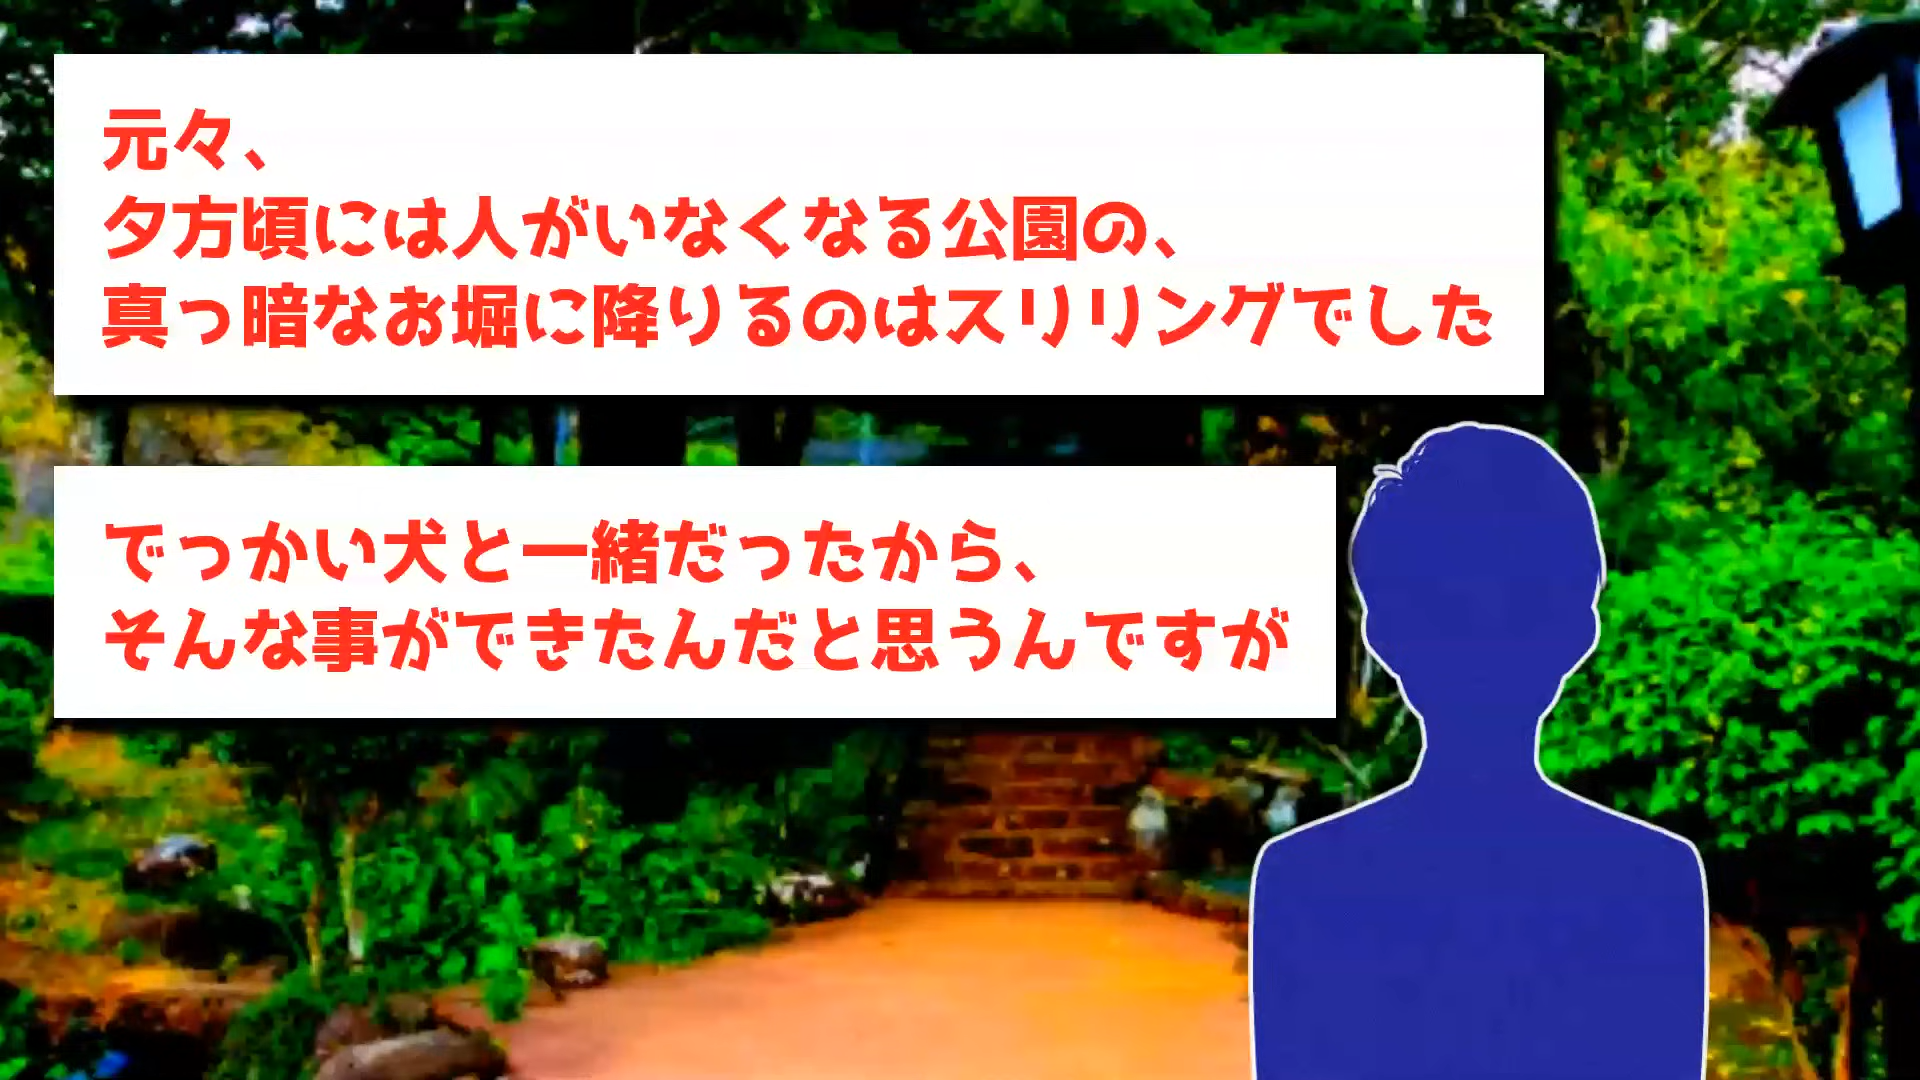 元々、
夕方頃には人がいなくなる公園の、
真っ暗なお堀に降りるのはスリリングでした
でっかい犬と一緒だったから、
そんな事ができたんだと思うんですが